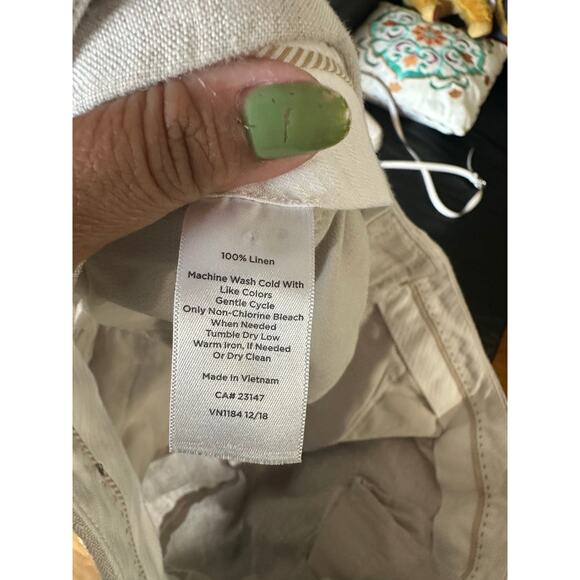 100% Linen
Machine Wash Cold With
Like Colors
Gentle Cycle
Only Non-Chlorine Bleach
When Needed
Tumble Dry Low
Warm Iron, If Needed
Or Dry Clean
Made in Vietnam
CA# 23147
VN1184 12/18